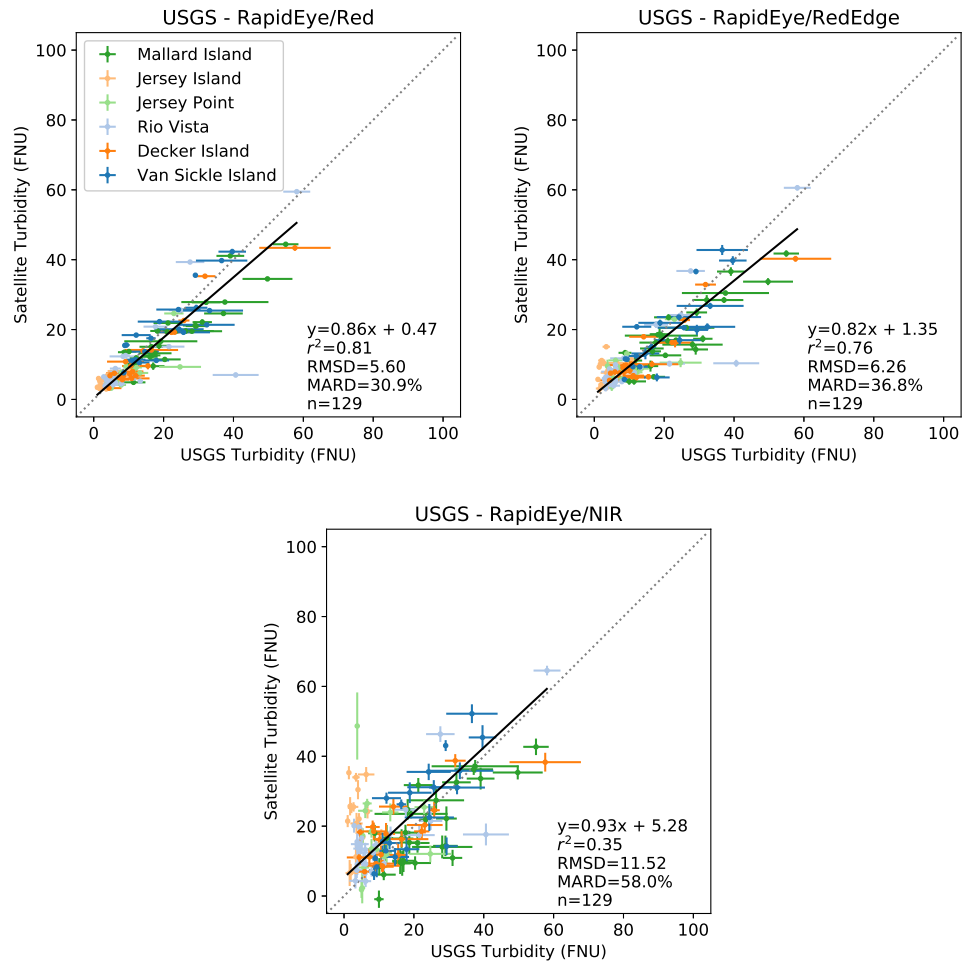 USGS - RapidEye/Red
Satellite Turbidity (FNU)
100
80
60
40
20
0
Mallard Island
Jersey Island
Jersey Point
Rio Vista
Decker Island
Van Sickle Island
y=0.86x + 0.47
r²=0.81
RMSD=5.60
MARD=30.9%
n=129
0 20 40 60 80 100
USGS Turbidity (FNU)
USGS - RapidEye/RedEdge
Satellite Turbidity (FNU)
100
80
60
40
20
0
y=0.82x + 1.35
r²=0.76
RMSD=6.26
MARD=36.8%
n=129
0 20 40 60 80 100
USGS Turbidity (FNU)
USGS - RapidEye/NIR
Satellite Turbidity (FNU)
100
80
60
40
20
0
y=0.93x + 5.28
r²=0.35
RMSD=11.52
MARD=58.0%
n=129
0 20 40 60 80 100
USGS Turbidity (FNU)